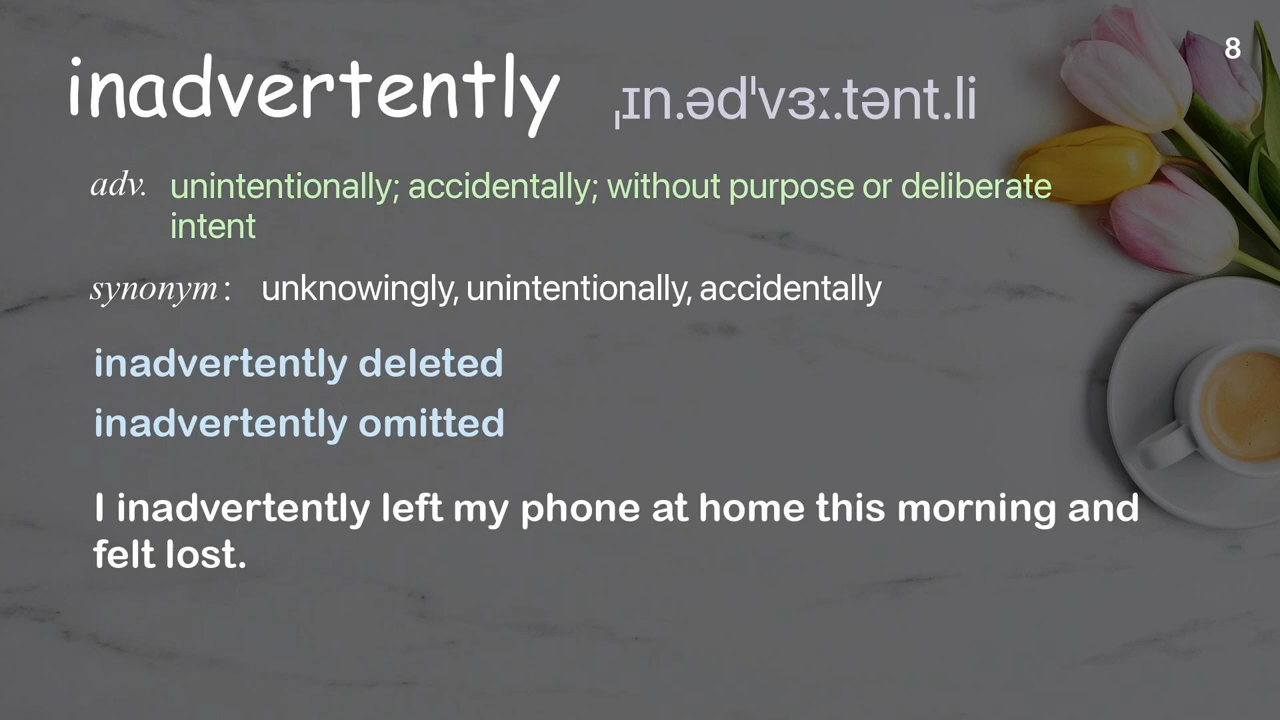 8
inadvertently ˌɪn.ədˈvɜː.tənt.li
adv. unintentionally; accidentally; without purpose or deliberate
intent
synonym: unknowingly, unintentionally, accidentally
inadvertently deleted
inadvertently omitted
I inadvertently left my phone at home this morning and
felt lost.